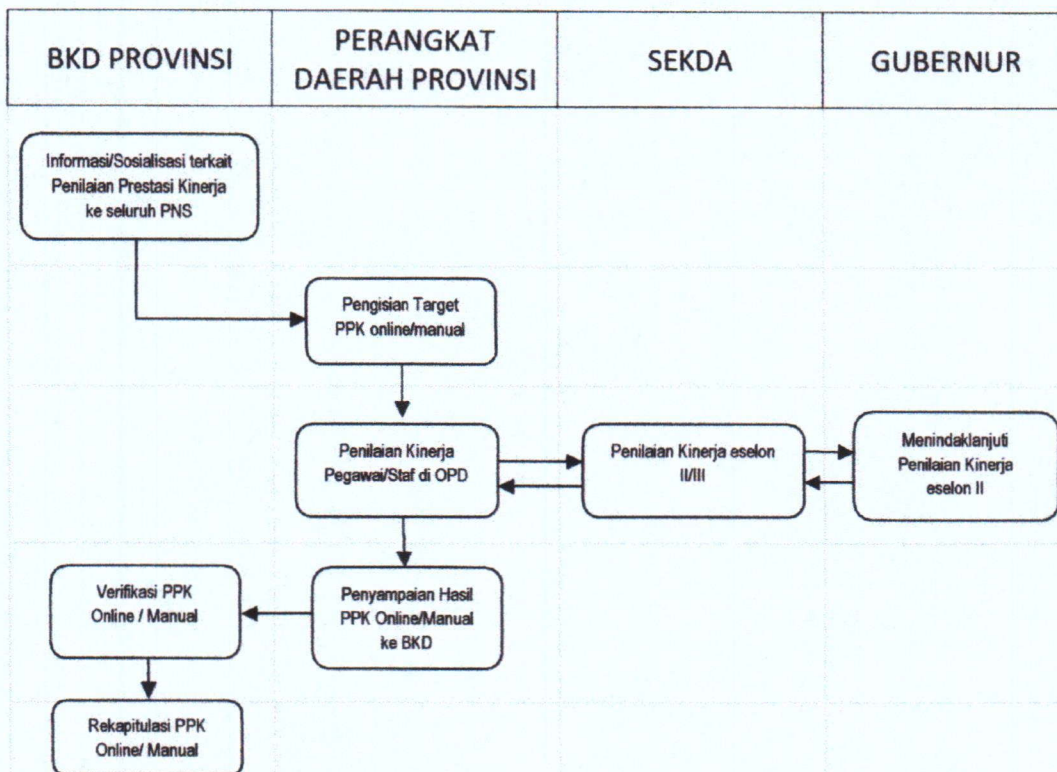 BKD PROVINSI
PERANGKAT
DAERAH PROVINSI
SEKDA
GUBERNUR
Informasi/Sosialisasi terkait
Penilaian Prestasi Kinerja
ke seluruh PNS
Pengisian Target
PPK online/manual
Penilaian Kinerja
Pegawai/Staf di OPD
Penilaian Kinerja eselon
II/III
Menindaklanjuti
Penilaian Kinerja
eselon II
Verifikasi PPK
Online / Manual
Penyampaian Hasil
PPK Online/Manual
ke BKD
Rekapitulasi PPK
Online/ Manual